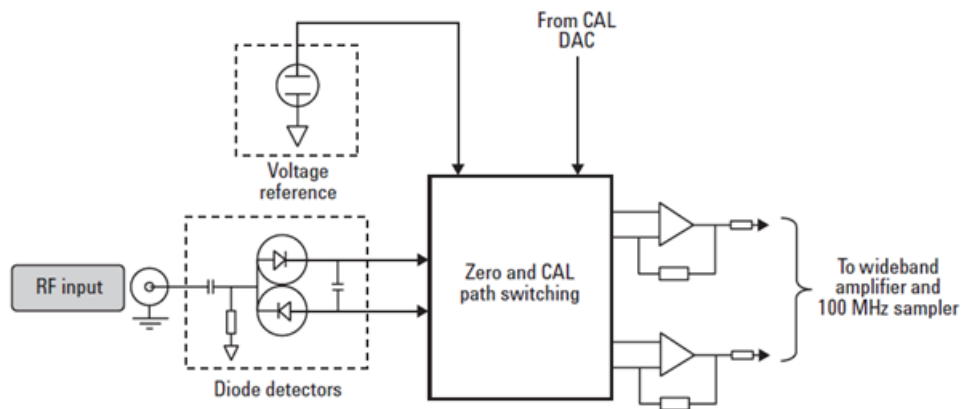 From CAL
DAC
Voltage
reference
RF input
Zero and CAL
path switching
To wideband
amplifier and
100 MHz sampler
Diode detectors